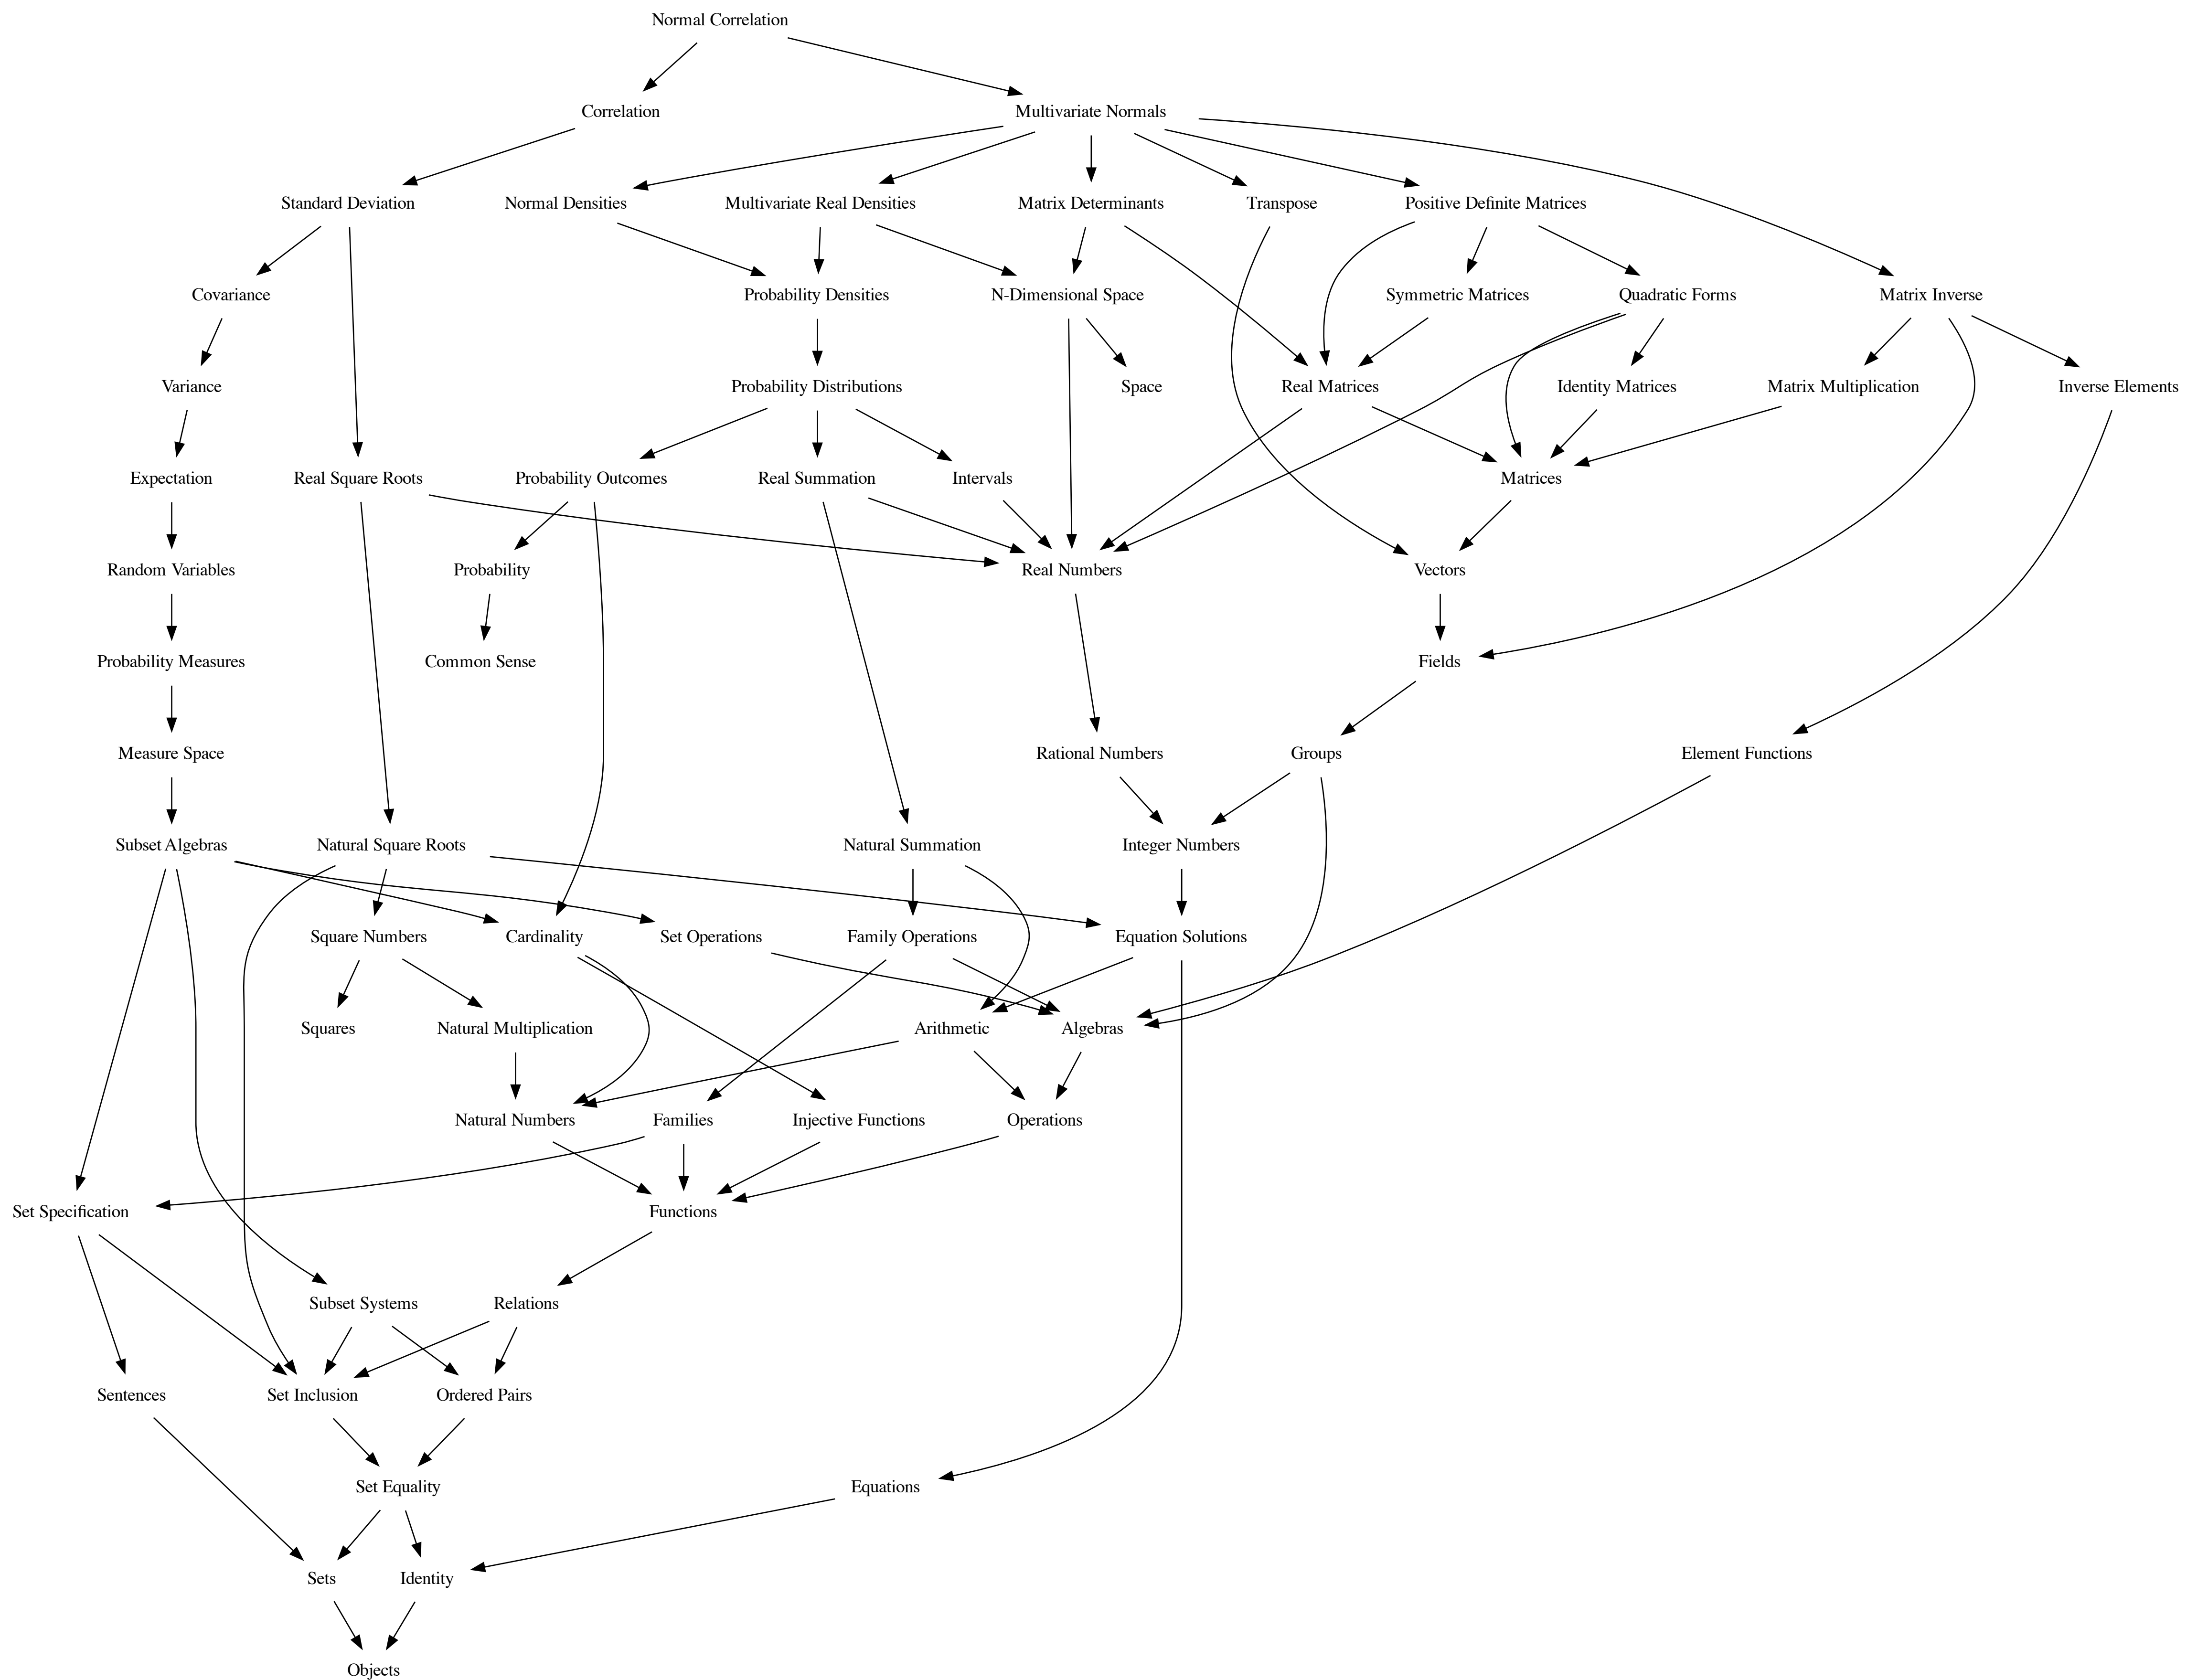 Normal Correlation
Correlation
Multivariate Normals
Standard Deviation
Normal Densities
Multivariate Real Densities
Matrix Determinants
Transpose
Positive Definite Matrices
Covariance
Probability Densities
N-Dimensional Space
Symmetric Matrices
Quadratic Forms
Matrix Inverse
Variance
Probability Distributions
Space
Real Matrices
Identity Matrices
Matrix Multiplication
Inverse Elements
Expectation
Real Square Roots
Probability Outcomes
Real Summation
Intervals
Matrices
Random Variables
Probability
Real Numbers
Vectors
Probability Measures
Common Sense
Fields
Measure Space
Rational Numbers
Groups
Element Functions
Subset Algebras
Natural Square Roots
Natural Summation
Integer Numbers
Square Numbers
Cardinality
Set Operations
Family Operations
Equation Solutions
Squares
Natural Multiplication
Arithmetic
Algebras
Natural Numbers
Families
Injective Functions
Operations
Set Specification
Functions
Subset Systems
Relations
Sentences
Set Inclusion
Ordered Pairs
Set Equality
Equations
Sets
Identity
Objects